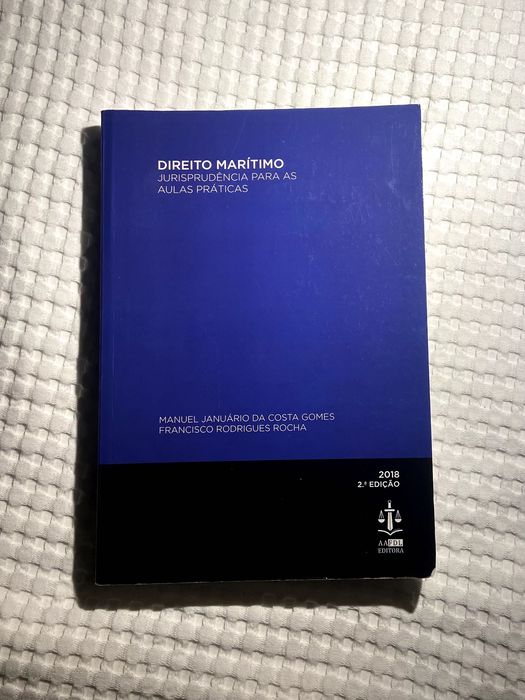 DIREITO MARÍTIMO
JURISPRUDÊNCIA PARA AS
AULAS PRÁTICAS
MANUEL JANUÁRIO DA COSTA GOMES
FRANCISCO RODRIGUES ROCHA
2018
2.ª EDIÇÃO
AAFDL
EDITORA